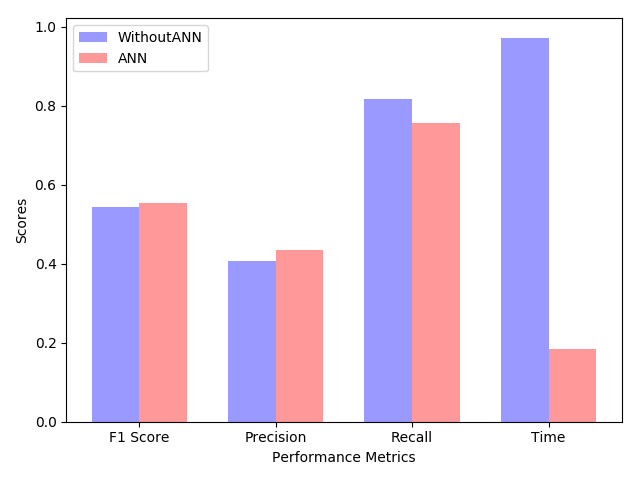 WithoutANN
ANN
1.0
0.8
0.6
0.4
0.2
0.0
Scores
F1 Score Precision Recall Time
Performance Metrics